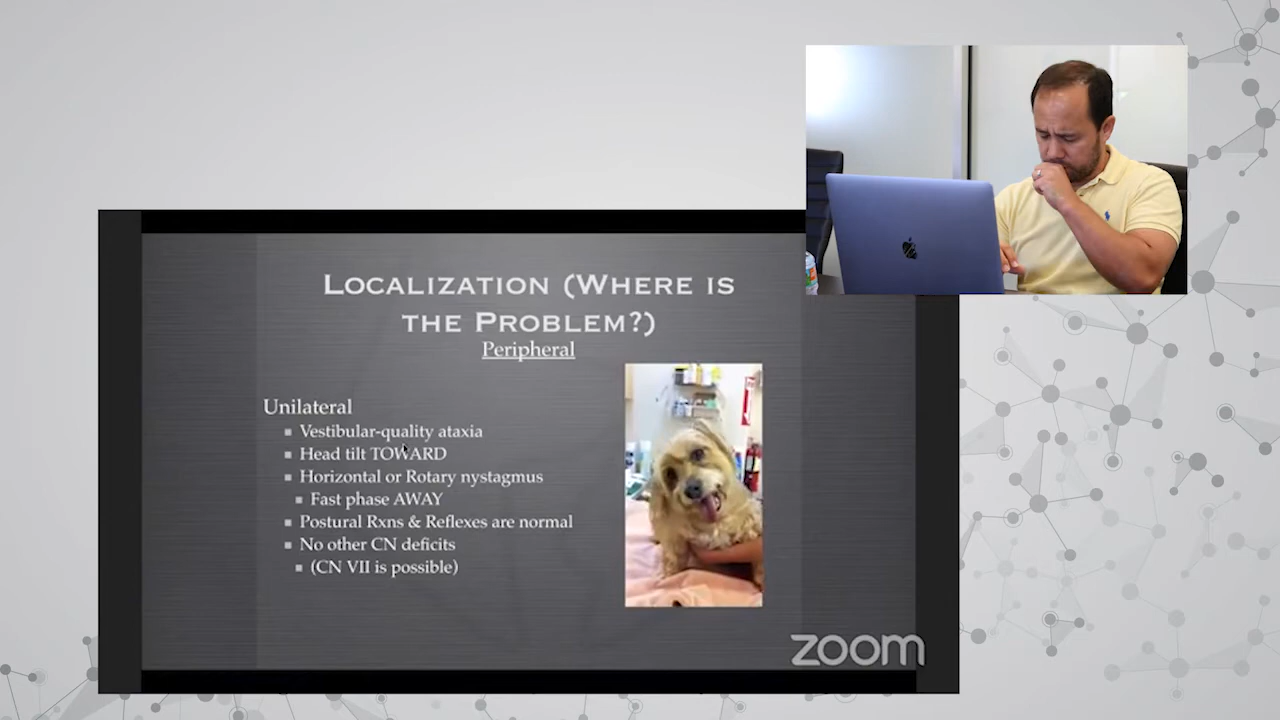 LOCALIZATION (WHERE IS
THE PROBLEM?)
Peripheral
Unilateral
Vestibular-quality ataxia
Head tilt TOWARD
Horizontal or Rotary nystagmus
Fast phase AWAY
Postural Rxns & Reflexes are normal
No other CN deficits
(CN VII is possible)
zoom